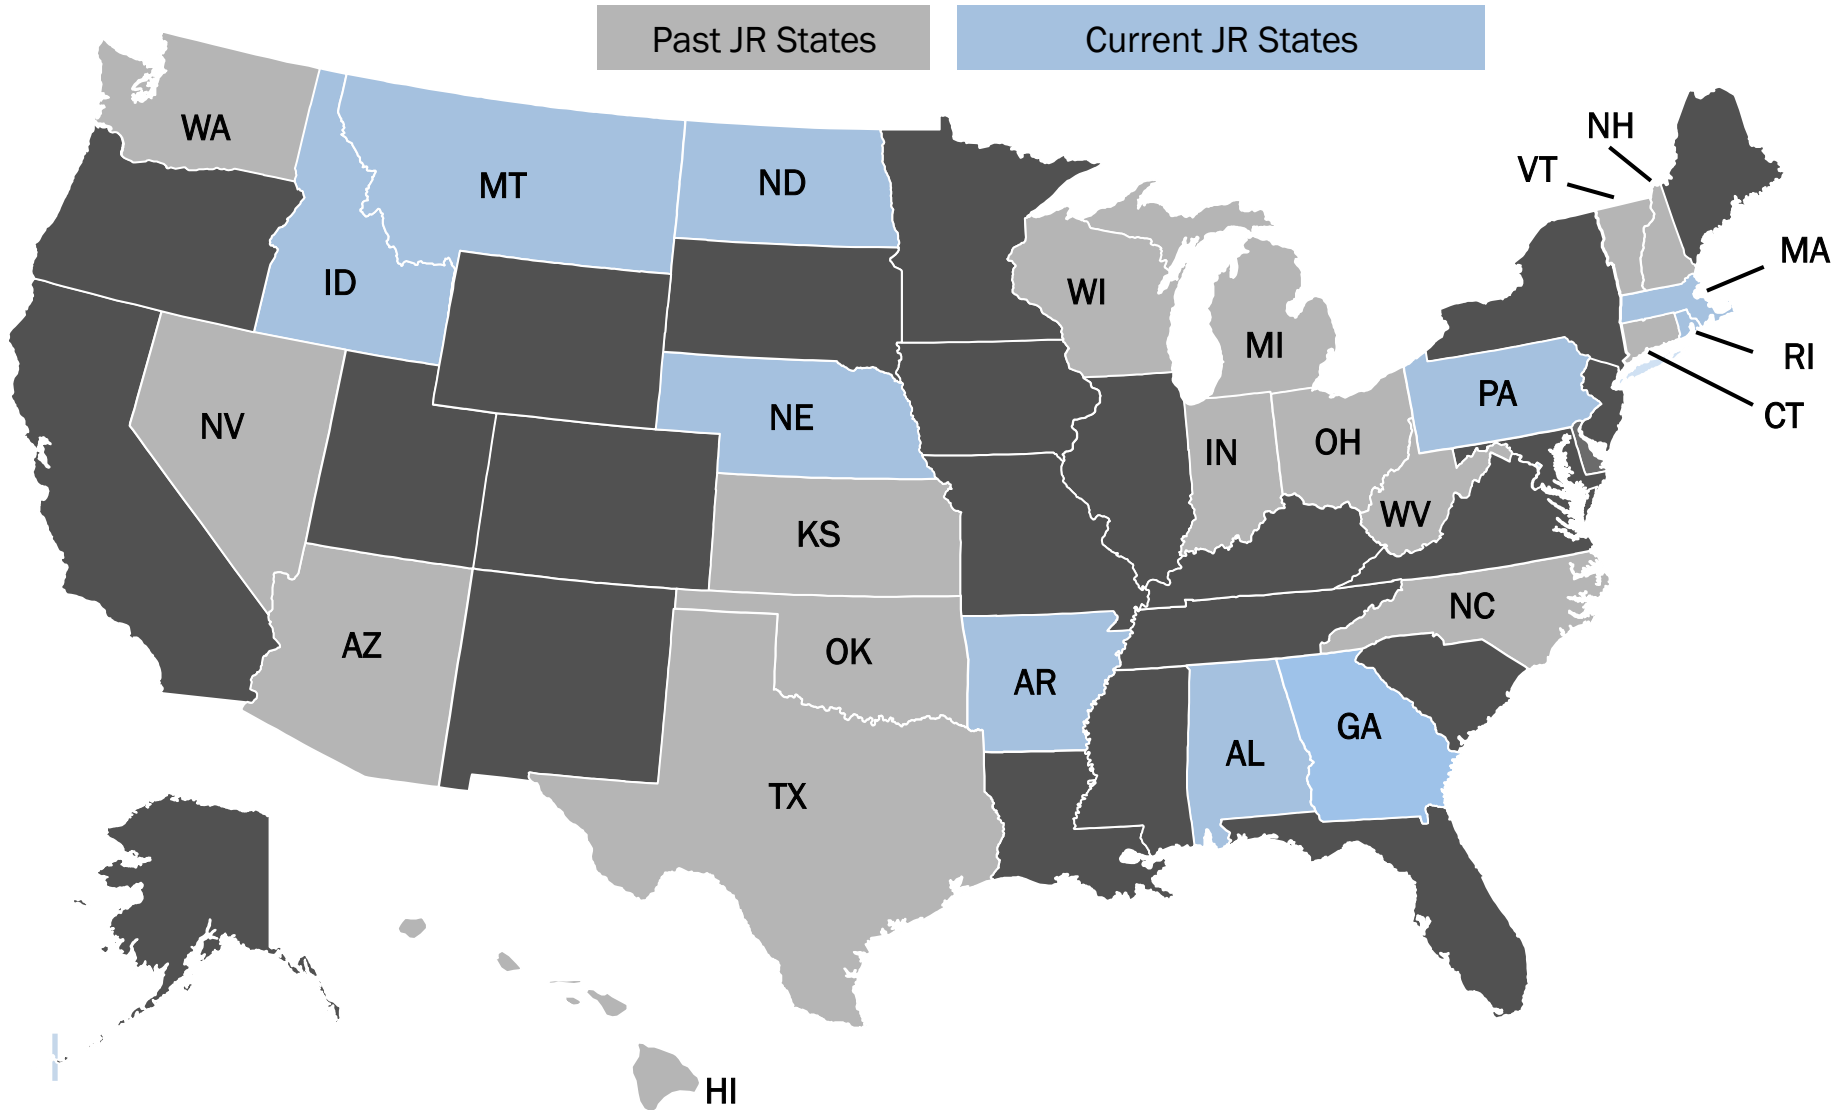 Past JR States
Current JR States
NH
WA
VT
ND
MT
MA
ID
WI
MI
RI
PA
NE
CT
NV
OH
IN
WV
KS
NC
AZ
OK
AR
GA
AL
TX
HI